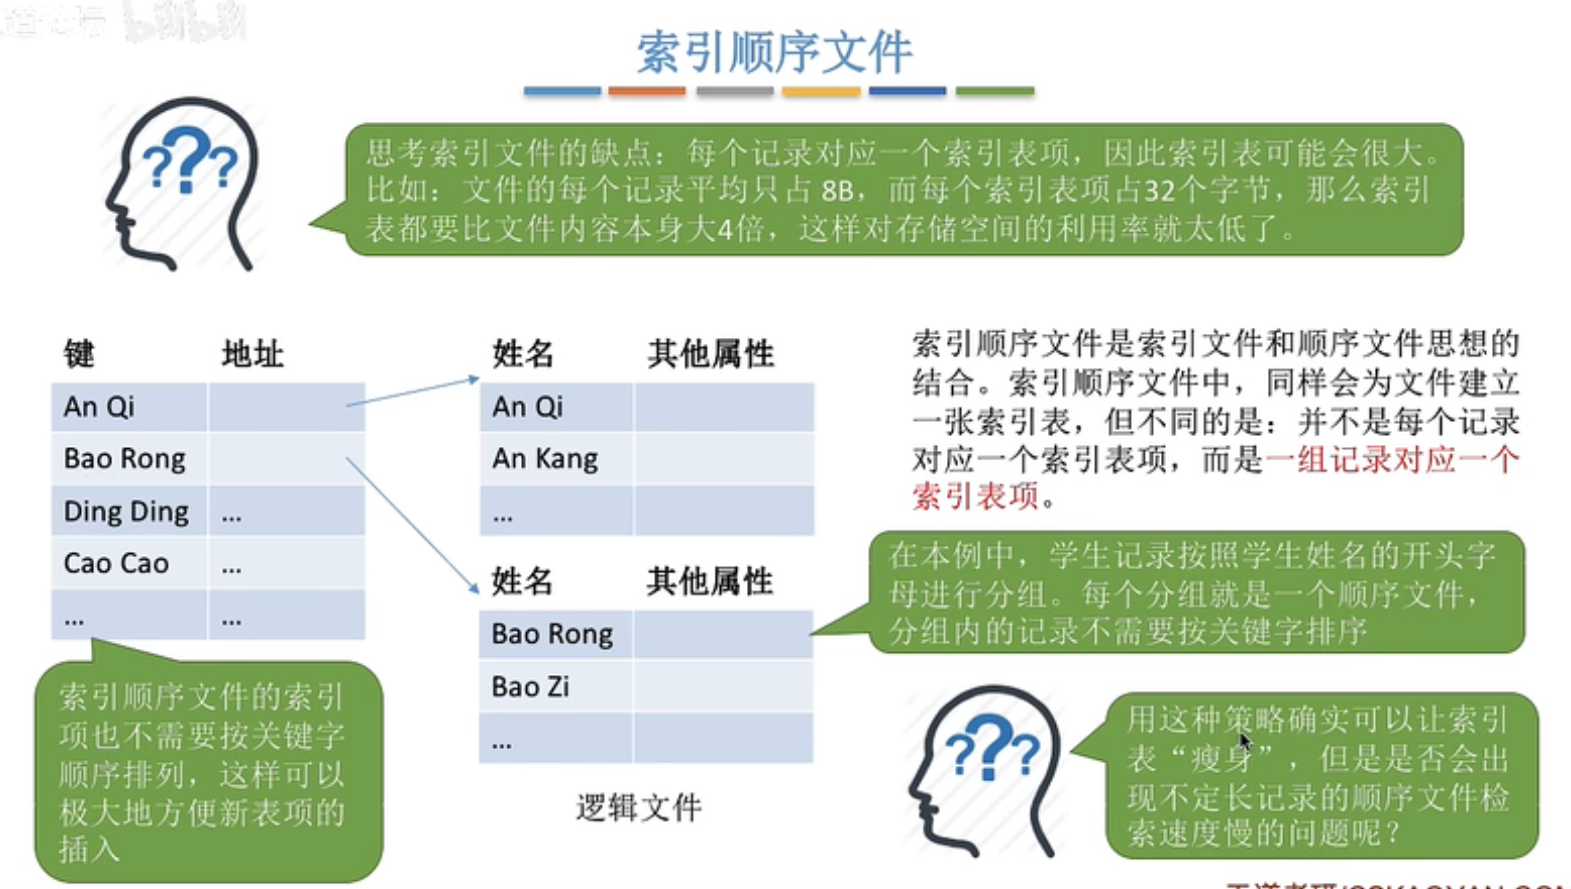 bilibili
索引顺序文件
???
思考索引文件的缺点：每个记录对应一个索引表项，因此索引表可能会很大。
比如：文件的每个记录平均只占 8B，而每个索引表项占32个字节，那么索引
表都要比文件内容本身大4倍，这样对存储空间的利用率就太低了。
键 地址
An Qi
Bao Rong
Ding Ding ...
Cao Cao ...
... ...
姓名 其他属性
An Qi
An Kang
...
姓名 其他属性
Bao Rong
Bao Zi
...
逻辑文件
索引顺序文件是索引文件和顺序文件思想的
结合。索引顺序文件中，同样会为文件建立
一张索引表，但不同的是：并不是每个记录
对应一个索引表项，而是一组记录对应一个
索引表项。
在本例中，学生记录按照学生姓名的开头字
母进行分组。每个分组就是一个顺序文件，
分组内的记录不需要按关键字排序
索引顺序文件的索引
项也不需要按关键字
顺序排列，这样可以
极大地方便新表项的
插入
???
用这种策略确实可以让索引
表“瘦身”，但是是否会出
现不定长记录的顺序文件检
索速度慢的问题呢？